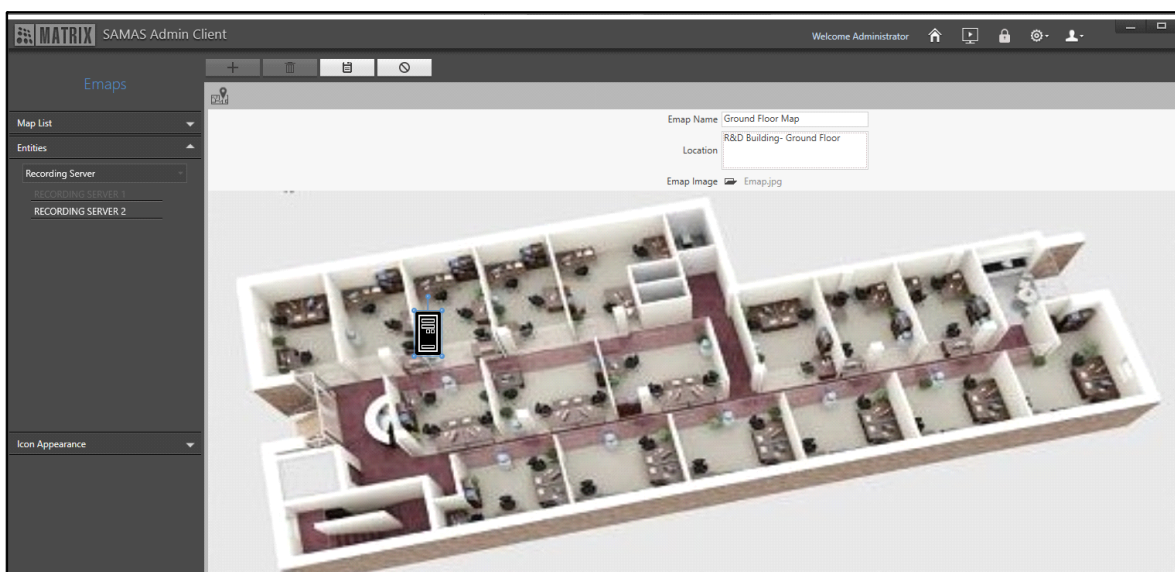 MATRIX SAMAS Admin Client
Welcome Administrator
Emaps
Map List
Entities
Recording Server
RECORDING SERVER 1
RECORDING SERVER 2
Icon Appearance
Emap Name Ground Floor Map
Location R&D Building- Ground Floor
Emap Image Emap.jpg